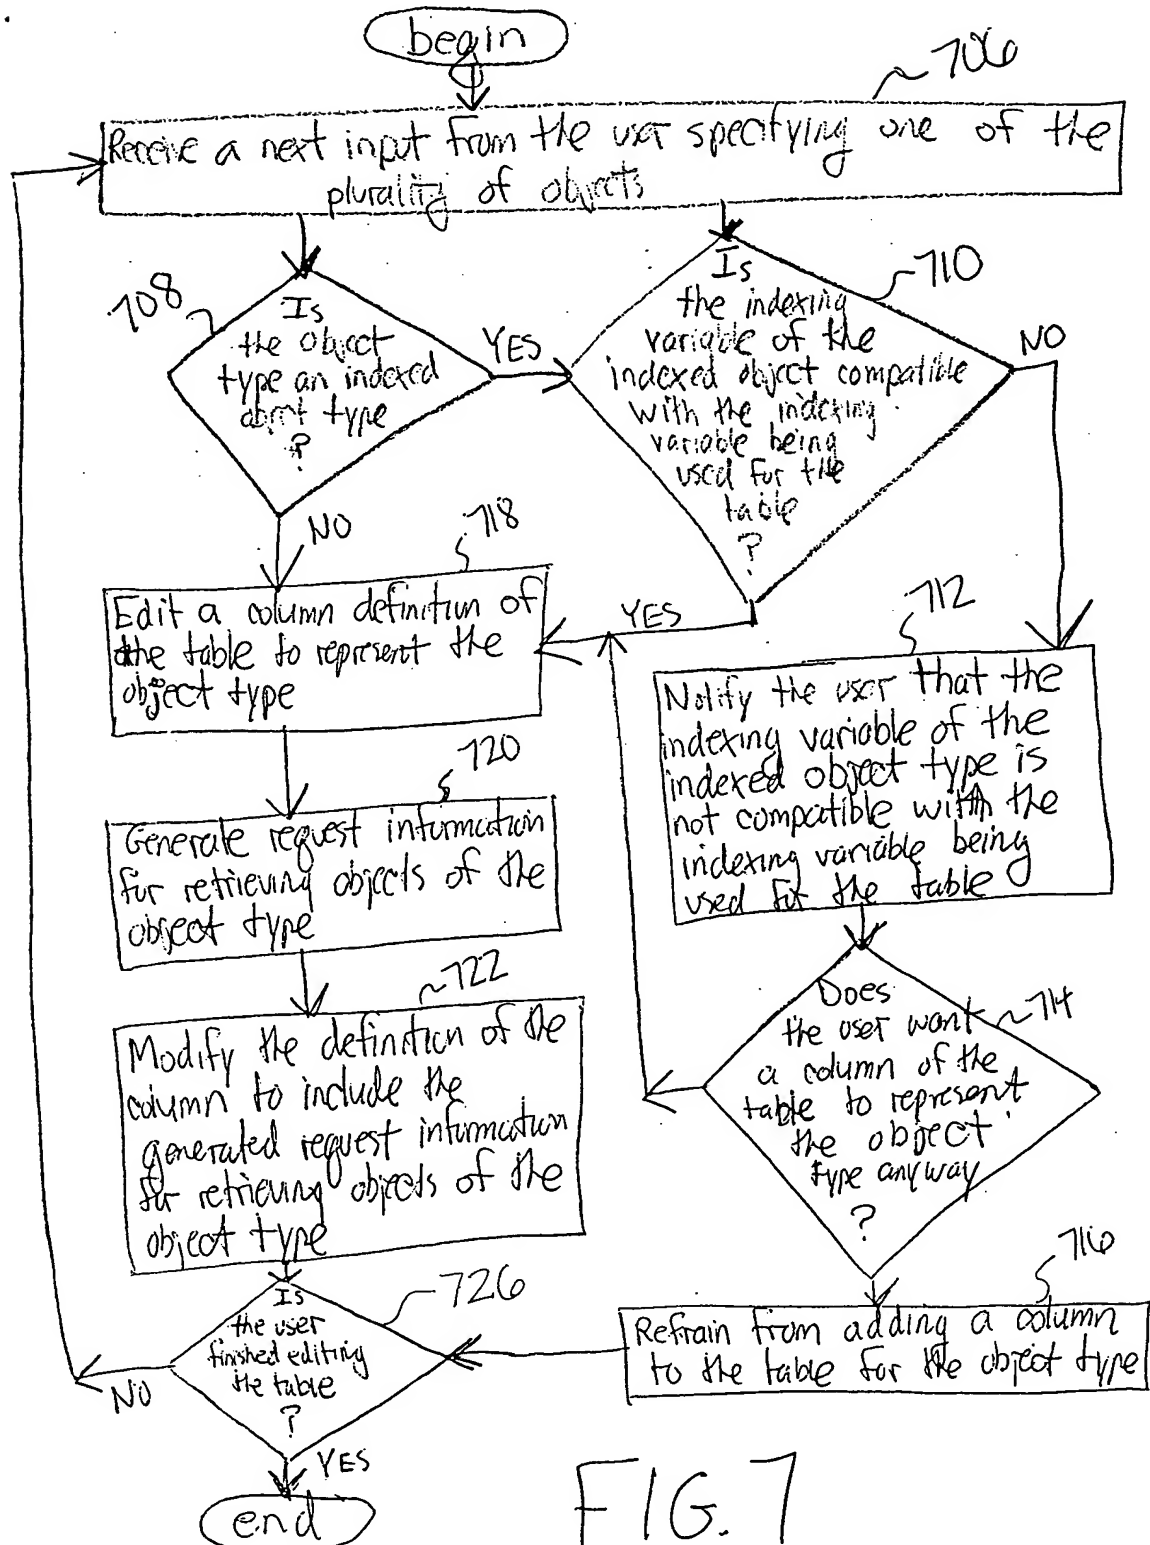 begin
706
Receive a next input from the user specifying one of the
plurality of objects
708
Is
the object
type an indexed
object type
?
YES
NO
710
Is
the indexing
variable of the
indexed object compatible
with the indexing
variable being
used for the
table
?
NO
YES
718
Edit a column definition of
the table to represent the
object type
712
Notify the user that the
indexing variable of the
indexed object type is
not compatible with the
indexing variable being
used for the table
720
Generate request information
for retrieving objects of the
object type
722
Modify the definition of the
column to include the
generated request information
for retrieving objects of the
object type
714
Does
the user want
a column of the
table to represent
the object
type anyway
?
716
Refrain from adding a column
to the table for the object type
726
Is
the user
finished editing
the table
?
NO
YES
end
FIG. 7